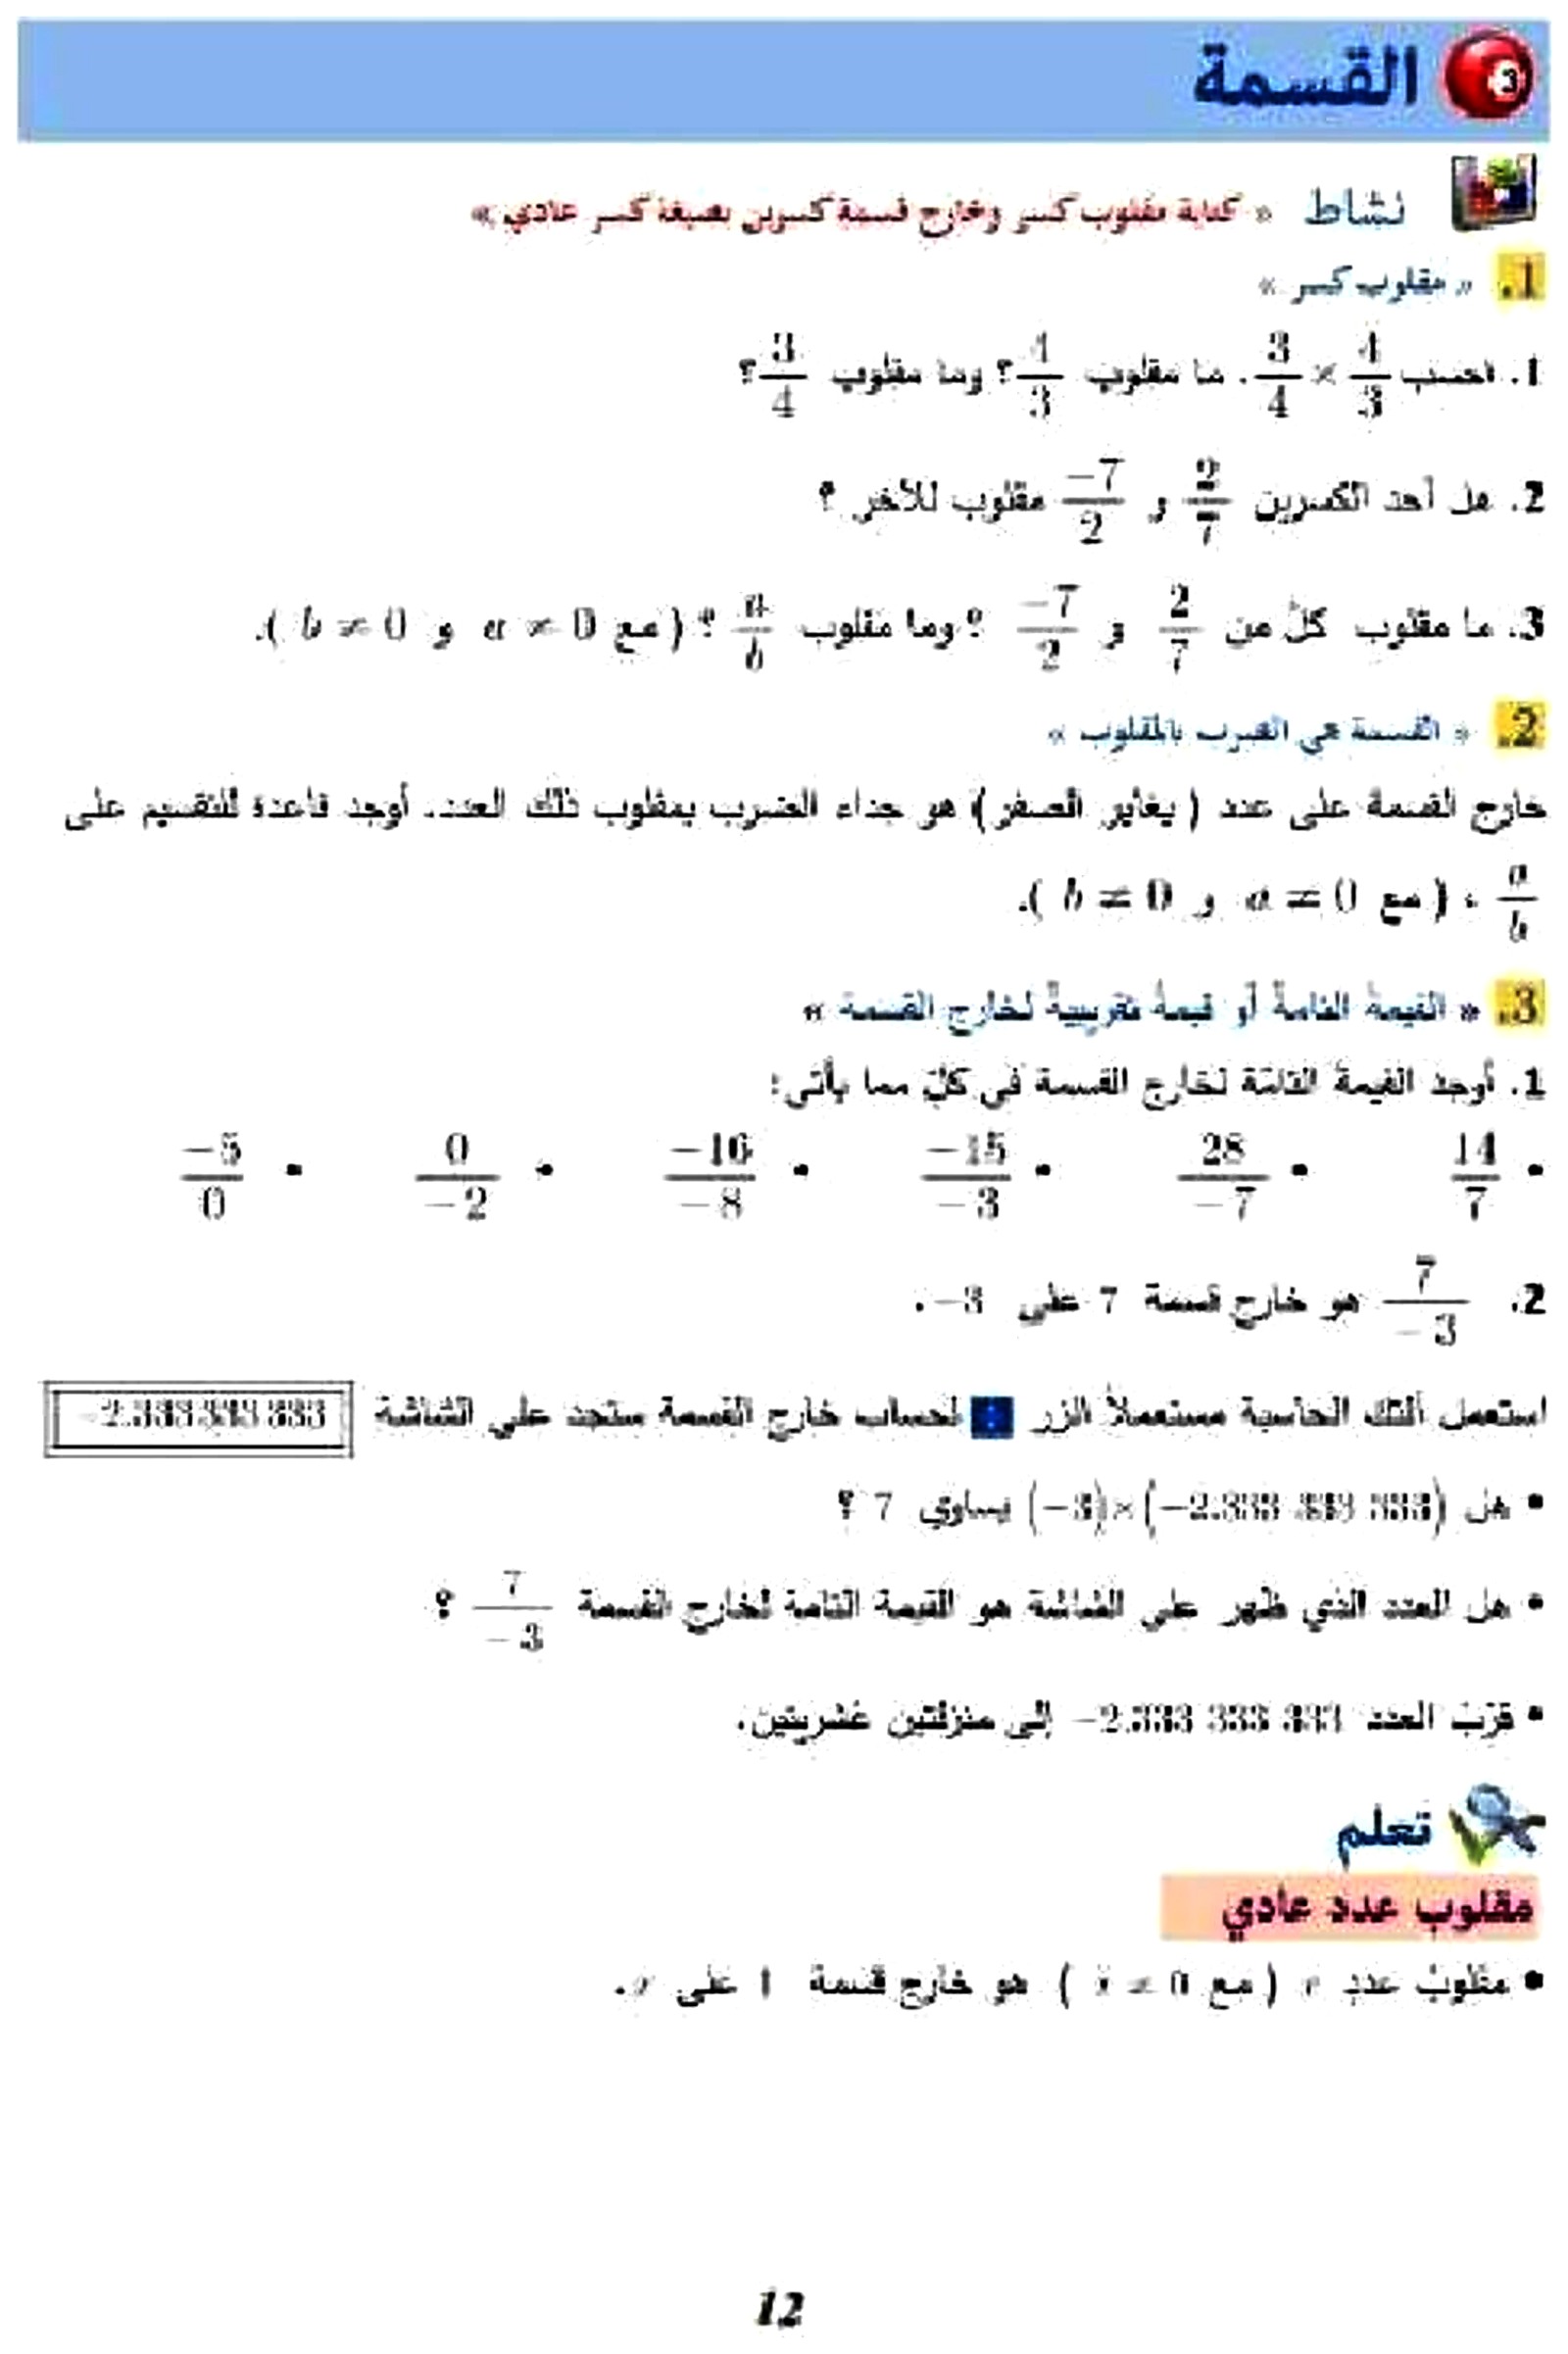 3 القسمة
نشاط « كتابة مقلوب كسر وخارج قسمة كسرين بصيغة كسر عادي »
1. « مقلوب كسر »
1. احسب 4/3 × 3/4. ما مقلوب 4/3؟ وما مقلوب 3/4؟
2. هل أحد الكسرين 2/7 و -7/2 مقلوب للآخر ؟
3. ما مقلوب كلّ من 2/7 و -7/2 ؟ وما مقلوب a/b ؟ ( مع a ≠ 0 و b ≠ 0 ).
2. « القسمة هي الضرب بالمقلوب »
خارج القسمة على عدد ( يغاير الصفر) هو جداء الضرب بمقلوب ذلك العدد. أوجد قاعدة للتقسيم على
a/b ، ( مع a ≠ 0 و b ≠ 0 ).
3. « القيمة التامة أو قيمة تقريبية لخارج القسمة »
1. أوجد القيمة التامّة لخارج القسمة في كلّ مما يأتي:
• 14/7 • 28/-7 • -15/-3 • -16/-8 • 0/-2 • -5/0
2. 7/-3 هو خارج قسمة 7 على -3 .
استعمل آلتك الحاسبة مستعملاً الزر ÷ لحساب خارج القسمة ستجد على الشاشة -2.333 333 333
• هل (-2.333 333 333)×(-3) يساوي 7 ؟
• هل العدد الذي ظهر على الشاشة هو القيمة التامة لخارج القسمة 7/-3 ؟
• قرّب العدد -2.333 333 333 إلى منزلتين عشريتين.
تعلم
مقلوب عدد عادي
• مقلوب عدد x ( مع x ≠ 0 ) هو خارج قسمة 1 على x.
12